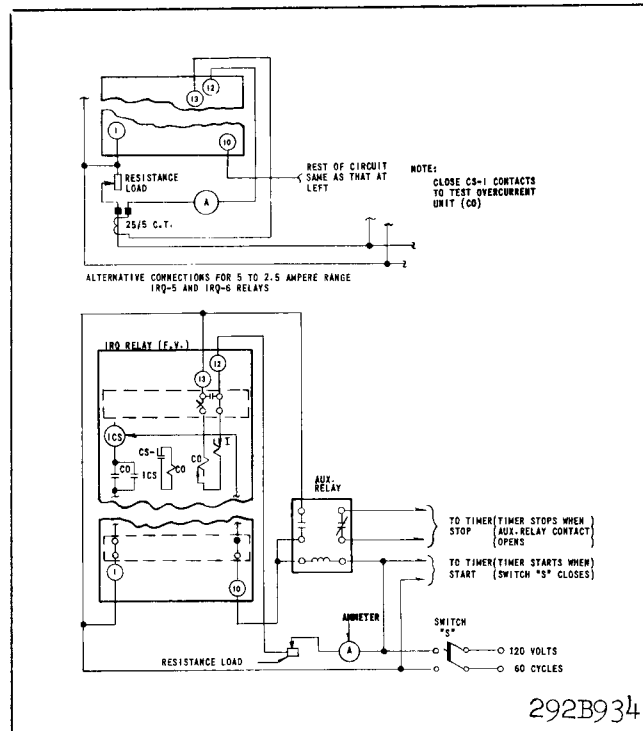 13
12
1
10
REST OF CIRCUIT
SAME AS THAT AT
LEFT
NOTE:
CLOSE CS-1 CONTACTS
TO TEST OVERCURRENT
UNIT (CO)
RESISTANCE
LOAD
A
25/5 C.T.
ALTERNATIVE CONNECTIONS FOR 5 TO 2.5 AMPERE RANGE
IRQ-5 AND IRQ-6 RELAYS
IRQ RELAY (F.V.)
12
13
ICS
CS-1
CO
ICS
CO
CO
I
AUX.
RELAY
TO TIMER (TIMER STOPS WHEN)
STOP (AUX.RELAY CONTACT)
(OPENS)
TO TIMER (TIMER STARTS WHEN)
START (SWITCH "S" CLOSES)
1
10
AMMETER
SWITCH
"S"
A
120 VOLTS
RESISTANCE LOAD
60 CYCLES
292B934